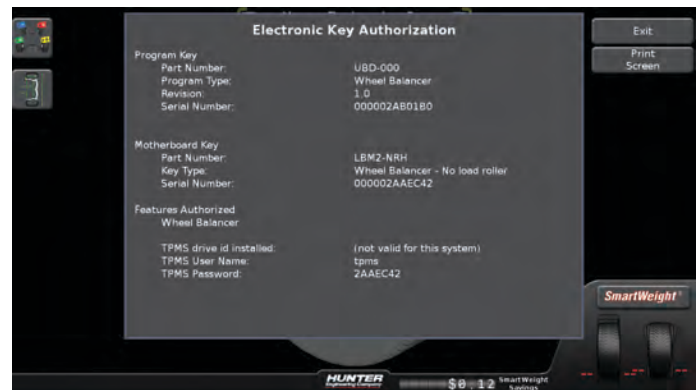 Electronic Key Authorization
Program Key
Part Number: UBD-000
Program Type: Wheel Balancer
Revision: 1.0
Serial Number: 000002AB01B0
Motherboard Key
Part Number: LBM2-NRH
Key Type: Wheel Balancer - No load roller
Serial Number: 000002AAEC42
Features Authorized
Wheel Balancer
TPMS drive id installed: (not valid for this system)
TPMS User Name: tpms
TPMS Password: 2AAEC42
Exit
Print
Screen
SmartWeight
HUNTER
Engineering Company
$0.12 SmartWeight
Savings